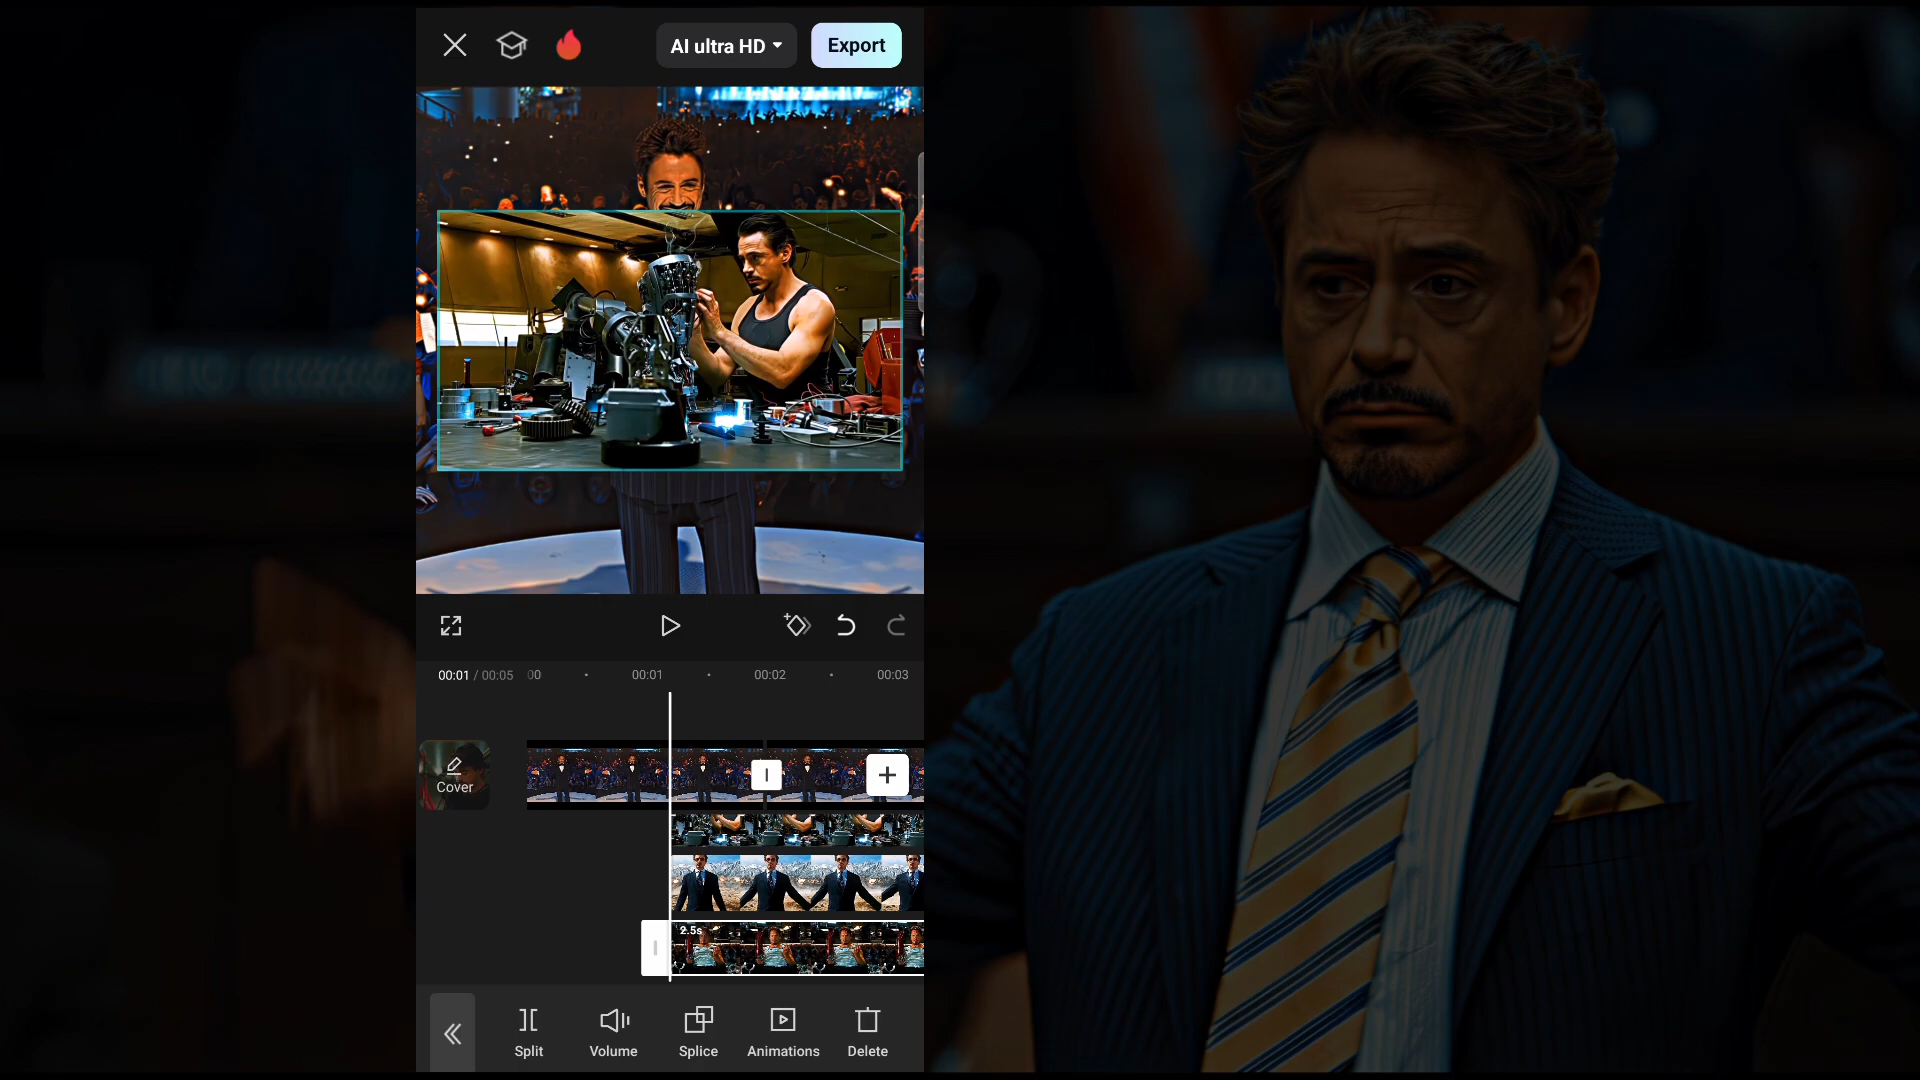 AI ultra HD
Export
00:01 / 00:05
00
00:01
00:02
00:03
Cover
2.5s
Split
Volume
Splice
Animations
Delete